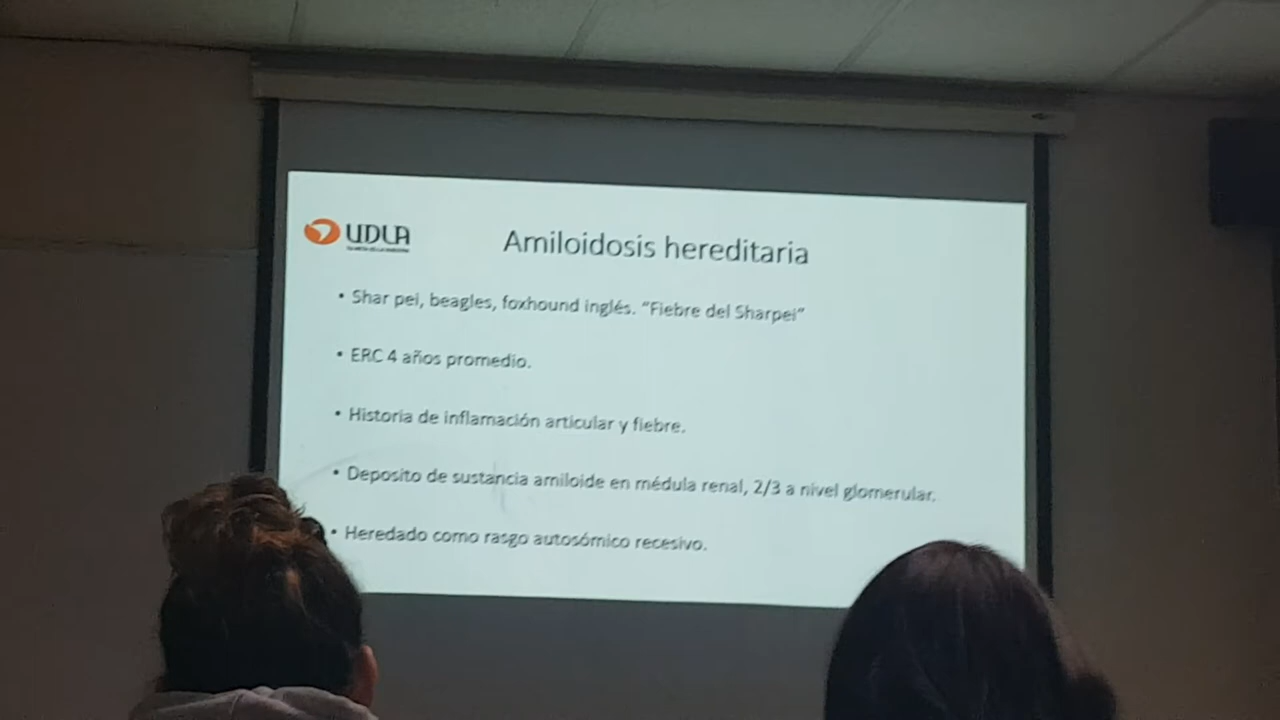 UDLA
Amiloidosis hereditaria
• Shar pei, beagles, foxhound inglés. "Fiebre del Sharpei"
• ERC 4 años promedio.
• Historia de inflamación articular y fiebre.
• Deposito de sustancia amiloide en médula renal, 2/3 a nivel glomerular.
• Heredado como rasgo autosómico recesivo.